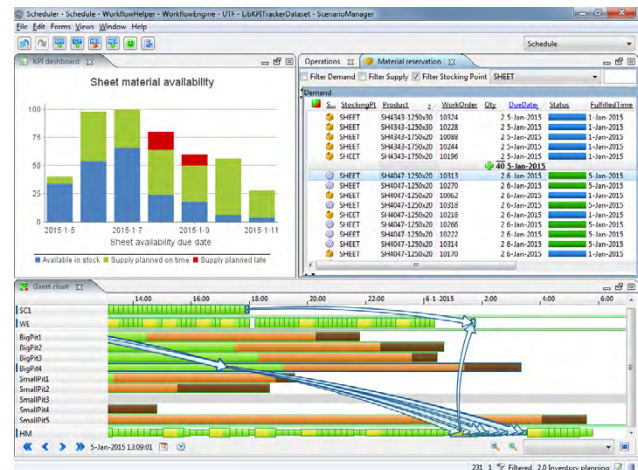 Scheduler - Schedule - WorkflowHelper - WorkflowEngine - UTF - LibKPITrackerDataset - ScenarioManager
File Edit Forms Views Window Help
Schedule
KPI dashboard
Sheet material availability
100
75
50
25
0
2015-1-5 2015-1-7 2015-1-9 2015-1-11
Sheet availability due date
Available in stock Supply planned on time Supply planned late
Operations Material reservation
Filter Demand Filter Supply Filter Stocking Point SHEET
Demand
S... StockingPt Product 2 WorkOrder Qty DueDate Status FulfilledTime
SHEET SH4343-1250x30 10324 2 5-Jan-2015 1-Jan-2015
SHEET SH4343-1250x30 10228 2 5-Jan-2015 1-Jan-2015
SHEET SH4343-1750x20 10088 2 5-Jan-2015 1-Jan-2015
SHEET SH4343-1750x20 10244 2 5-Jan-2015 1-Jan-2015
SHEET SH4343-1750x20 10196 2 5-Jan-2015 1-Jan-2015
40 5-Jan-2015
SHEET SH4047-1250x20 10313 2 6-Jan-2015 5-Jan-2015
SHEET SH4047-1250x20 10270 2 6-Jan-2015 5-Jan-2015
SHEET SH4047-1250x20 10062 2 6-Jan-2015 1-Jan-2015
SHEET SH4047-1250x20 10318 2 6-Jan-2015 5-Jan-2015
SHEET SH4047-1250x20 10218 2 6-Jan-2015 1-Jan-2015
SHEET SH4047-1250x20 10266 2 6-Jan-2015 5-Jan-2015
SHEET SH4047-1250x20 10222 2 6-Jan-2015 5-Jan-2015
SHEET SH4047-1250x20 10314 2 6-Jan-2015 5-Jan-2015
SHEET SH4047-1250x20 10170 2 6-Jan-2015 1-Jan-2015
Gantt chart
14:00 16:00 18:00 20:00 22:00 6-1-2015 2:00 4:00 6:00
SC1
WE
BigPit1
BigPit2
BigPit3
BigPit4
SmallPit1
SmallPit2
SmallPit3
SmallPit4
SmallPit5
HM
5-Jan-2015 13:09:01
231 1 Filtered 2.0 Inventory planning